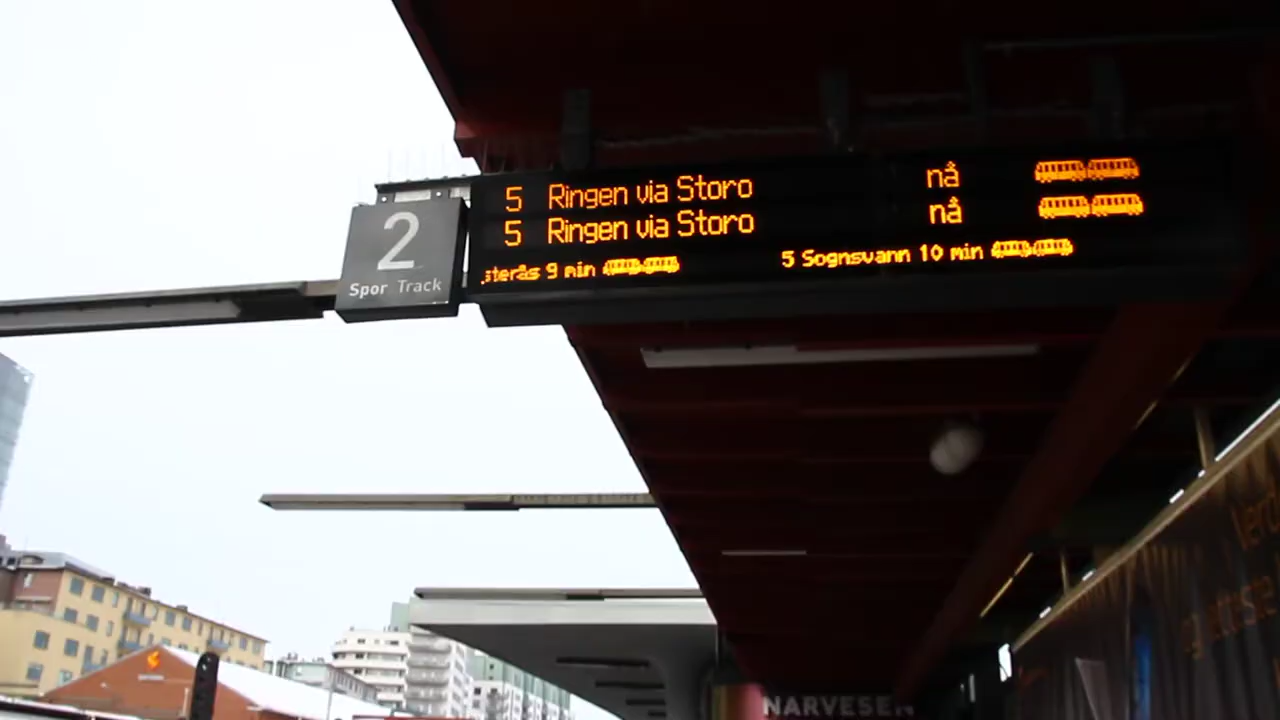 2
Spor Track
5 Ringen via Storo nå
5 Ringen via Storo nå
sterås 9 min 5 Sognsvann 10 min
NARVESEN